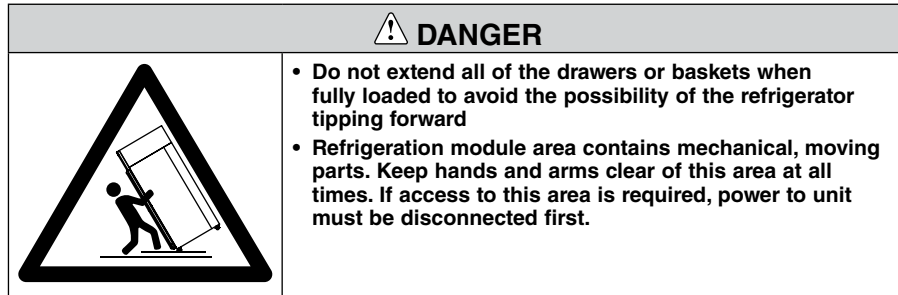 DANGER
• Do not extend all of the drawers or baskets when
fully loaded to avoid the possibility of the refrigerator
tipping forward
• Refrigeration module area contains mechanical, moving
parts. Keep hands and arms clear of this area at all
times. If access to this area is required, power to unit
must be disconnected first.